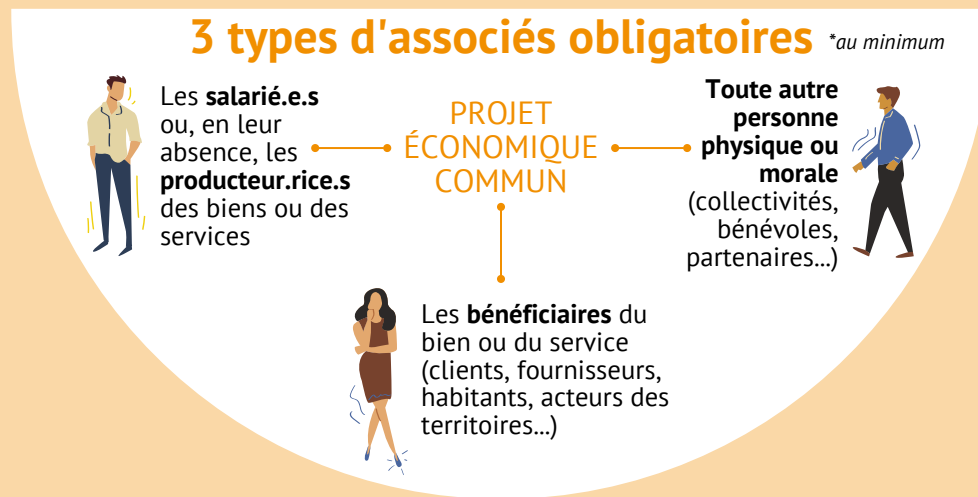 3 types d'associés obligatoires *au minimum
Les salarié.e.s
ou, en leur
absence, les
producteur.rice.s
des biens ou des
services
PROJET
ÉCONOMIQUE
COMMUN
Toute autre
personne
physique ou
morale
(collectivités,
bénévoles,
partenaires...)
Les bénéficiaires du
bien ou du service
(clients, fournisseurs,
habitants, acteurs des
territoires...)